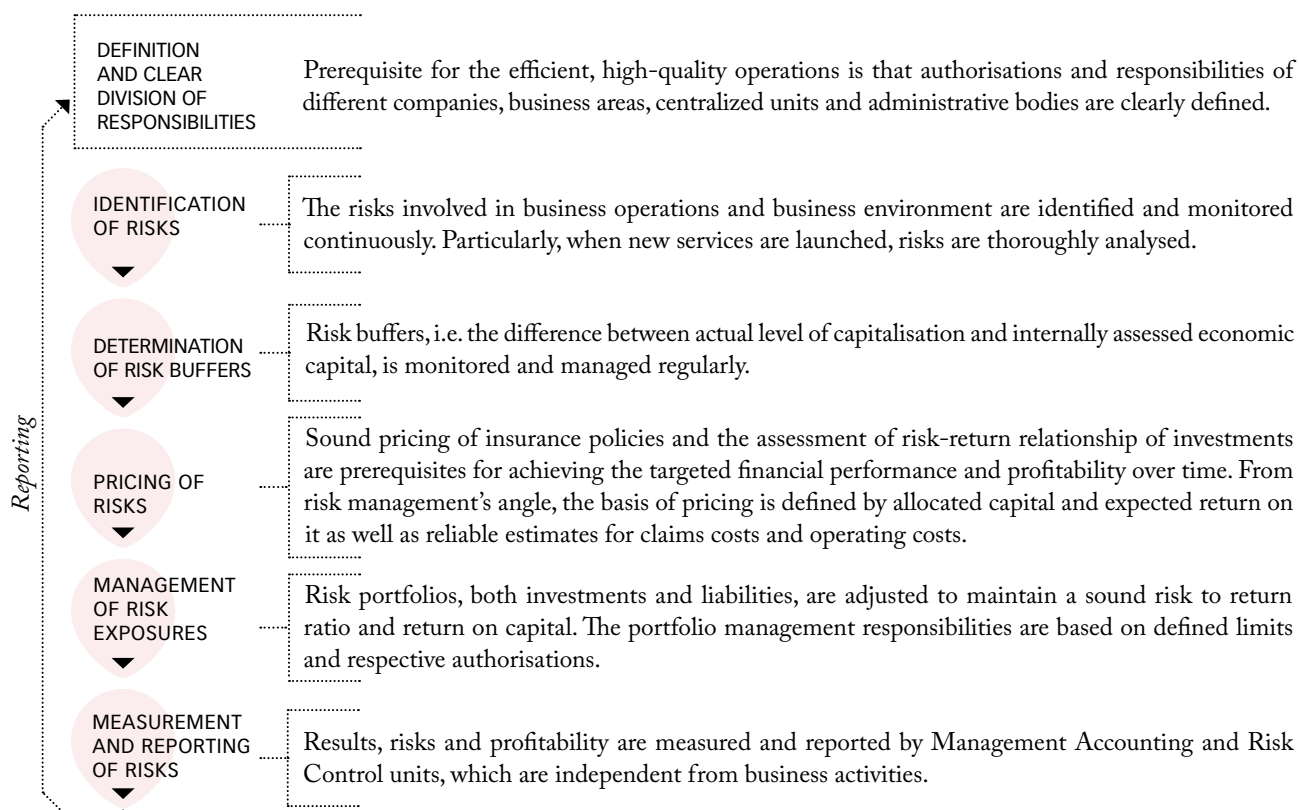 DEFINITION
AND CLEAR
DIVISION OF
RESPONSIBILITIES
Prerequisite for the efficient, high-quality operations is that authorisations and responsibilities of
different companies, business areas, centralized units and administrative bodies are clearly defined.
IDENTIFICATION
OF RISKS
The risks involved in business operations and business environment are identified and monitored
continuously. Particularly, when new services are launched, risks are thoroughly analysed.
DETERMINATION
OF RISK BUFFERS
Risk buffers, i.e. the difference between actual level of capitalisation and internally assessed economic
capital, is monitored and managed regularly.
Reporting
PRICING OF
RISKS
Sound pricing of insurance policies and the assessment of risk-return relationship of investments
are prerequisites for achieving the targeted financial performance and profitability over time. From
risk management's angle, the basis of pricing is defined by allocated capital and expected return on
it as well as reliable estimates for claims costs and operating costs.
MANAGEMENT
OF RISK
EXPOSURES
Risk portfolios, both investments and liabilities, are adjusted to maintain a sound risk to return
ratio and return on capital. The portfolio management responsibilities are based on defined limits
and respective authorisations.
MEASUREMENT
AND REPORTING
OF RISKS
Results, risks and profitability are measured and reported by Management Accounting and Risk
Control units, which are independent from business activities.